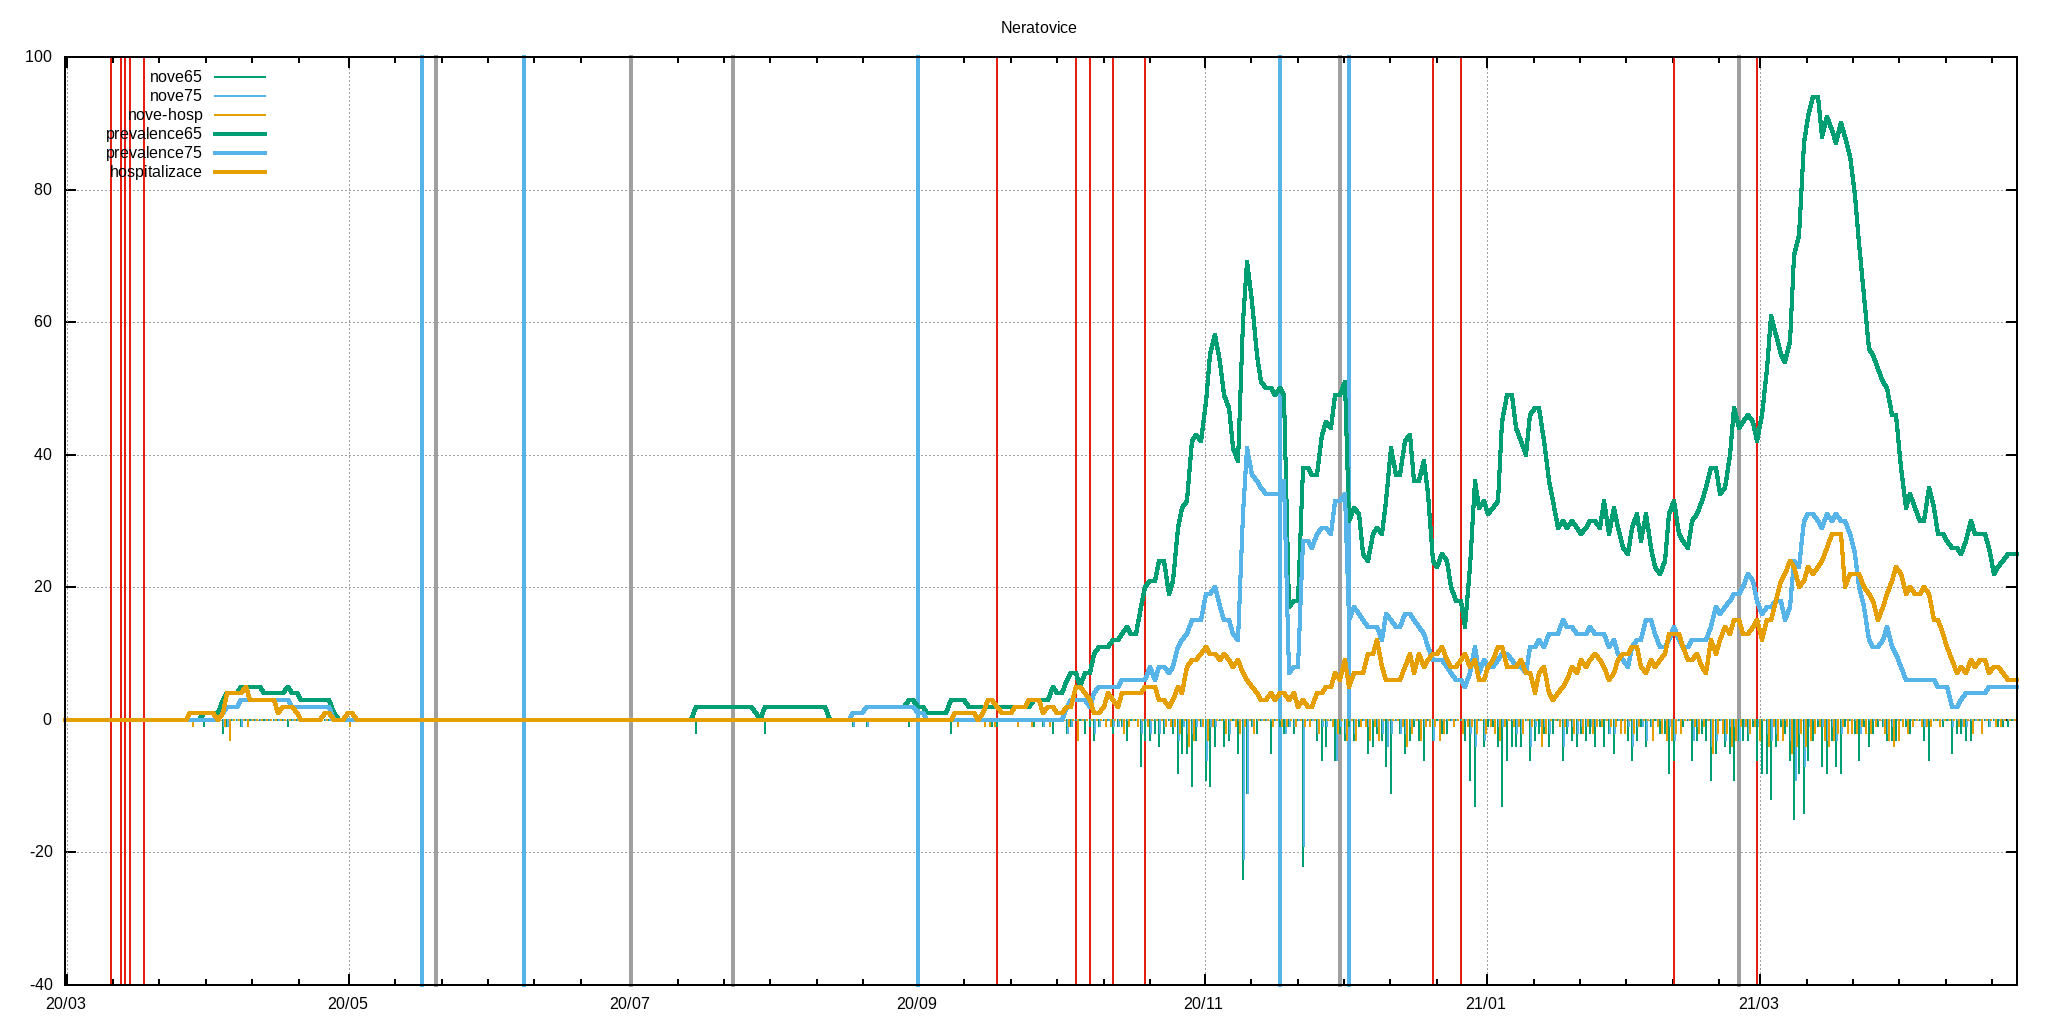 Neratovice
100
80
60
40
20
0
-20
-40
nove65
nove75
nove-hosp
prevalence65
prevalence75
hospitalizace
20/03 20/05 20/07 20/09 20/11 21/01 21/03